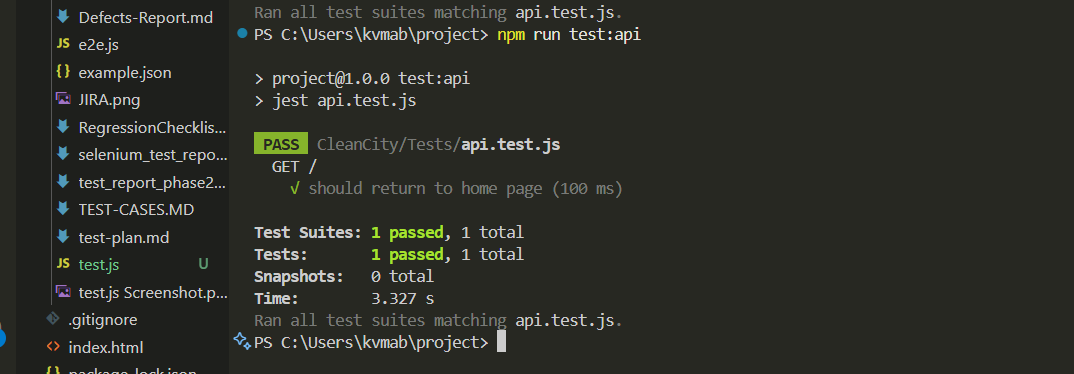 Defects-Report.md
JS e2e.js
{} example.json
JIRA.png
RegressionChecklis...
selenium_test_repo...
test_report_phase2...
TEST-CASES.MD
test-plan.md
JS test.js U
test.js Screenshot.p...
.gitignore
<> index.html
{} package-lock.json
Ran all test suites matching api.test.js.
PS C:\Users\kvmab\project> npm run test:api
> project@1.0.0 test:api
> jest api.test.js
PASS CleanCity/Tests/api.test.js
GET /
√ should return to home page (100 ms)
Test Suites: 1 passed, 1 total
Tests: 1 passed, 1 total
Snapshots: 0 total
Time: 3.327 s
Ran all test suites matching api.test.js.
PS C:\Users\kvmab\project>